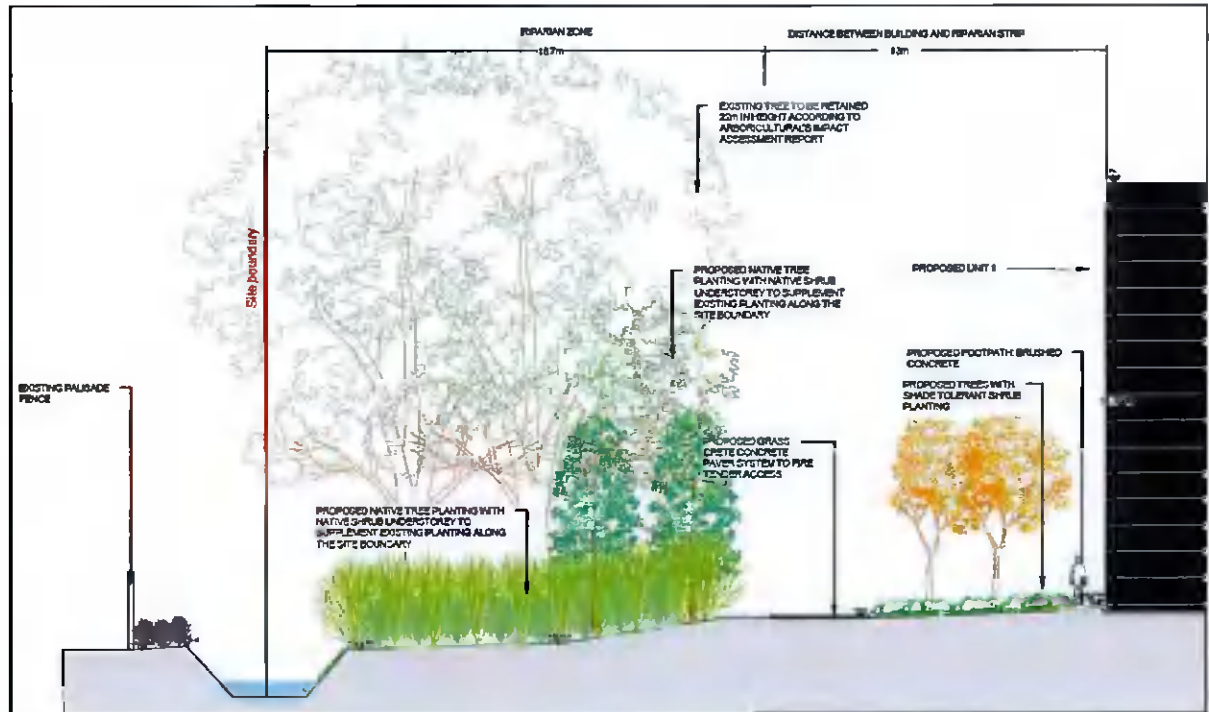 RIPARIAN ZONE
DISTANCE BETWEEN BUILDING AND RIPARIAN STRIP
EXISTING TREE TO BE RETAINED
IN HEIGHT ACCORDING TO
ARBORICULTURAL'S IMPACT
ASSESSMENT REPORT
Site boundary
PROPOSED NATIVE TREE
PLANTING WITH NATIVE SHRUB
UNDERSTOREY TO SUPPLEMENT
EXISTING PLANTING ALONG THE
SITE BOUNDARY
PROPOSED UNIT
EXISTING PALISADE
FENCE
PROPOSED FOOTPATH: BRUSHED
CONCRETE
PROPOSED TREES WITH
SHADE TOLERANT SHRUB
PLANTING
PROPOSED GRASS
CRETE CONCRETE
PAVER SYSTEM TO FIRE
TENDER ACCESS
PROPOSED NATIVE TREE PLANTING WITH
NATIVE SHRUB UNDERSTOREY TO
SUPPLEMENT EXISTING PLANTING ALONG
THE SITE BOUNDARY